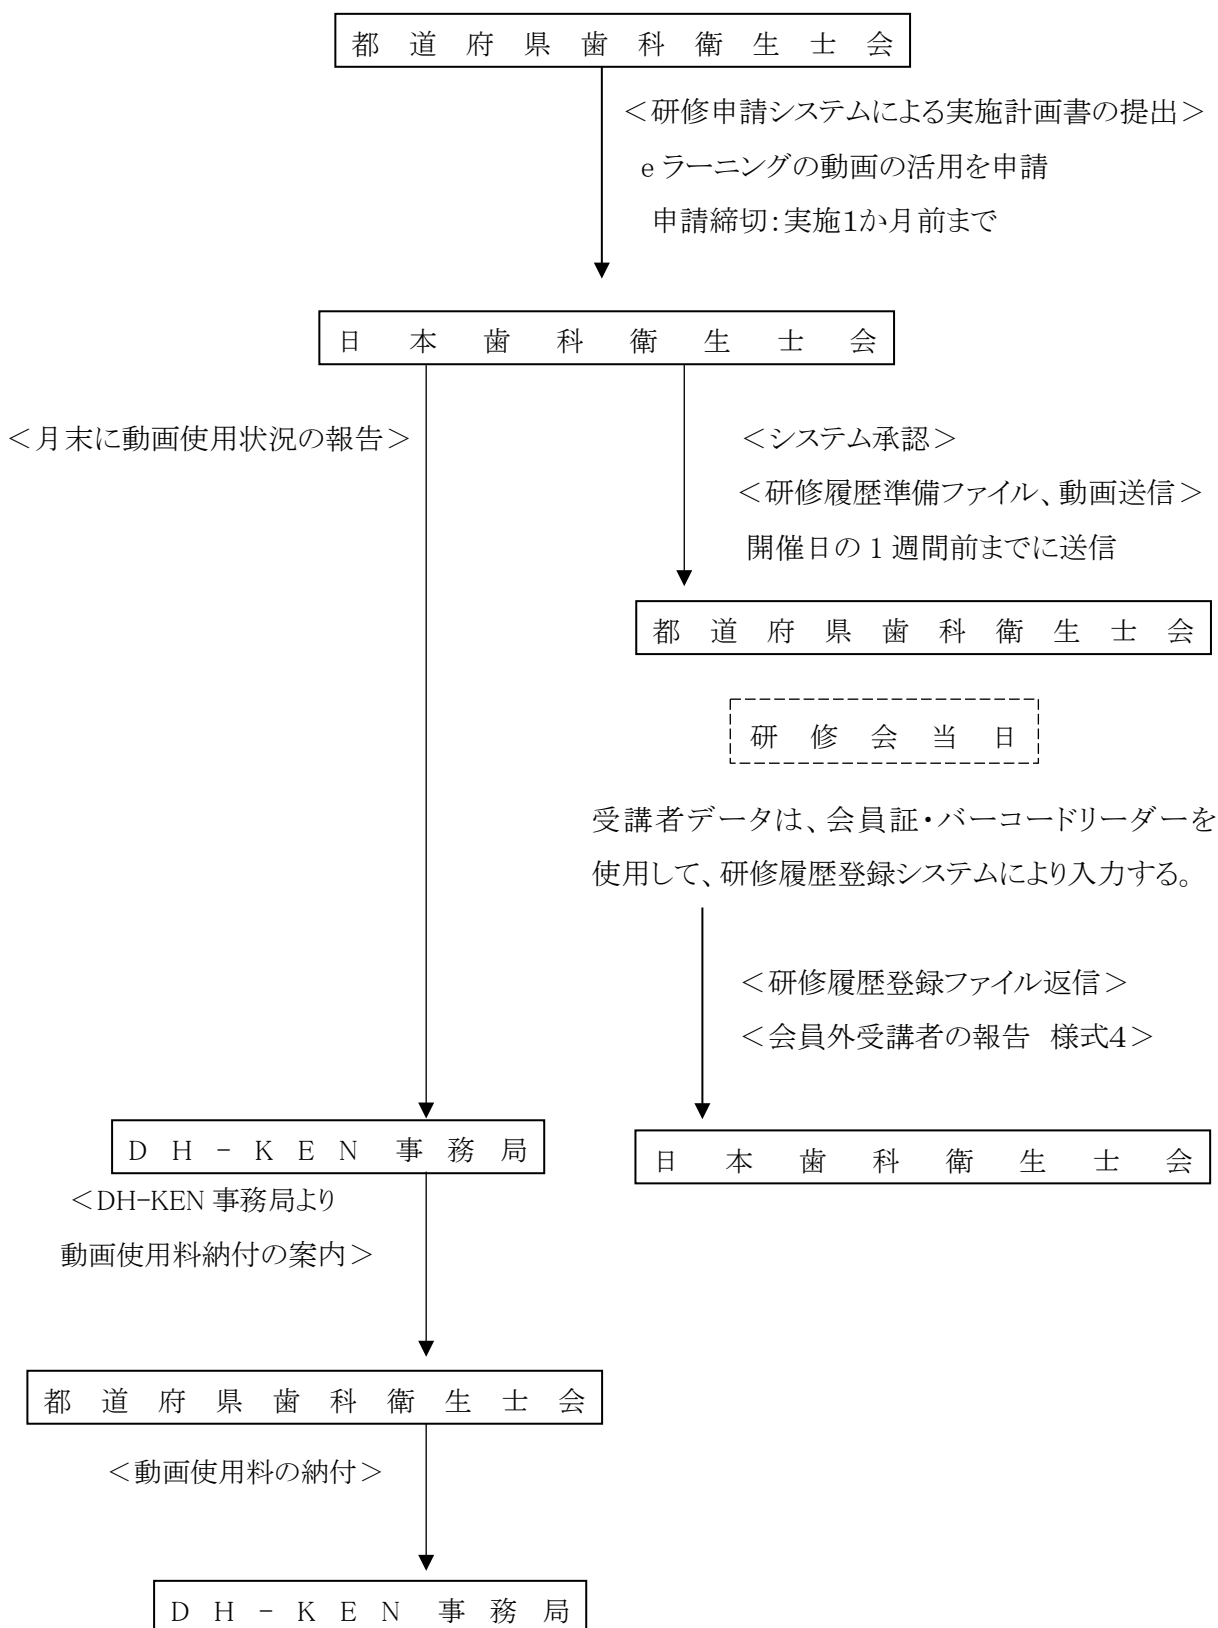 都道府県歯科衛生士会
＜研修申請システムによる実施計画書の提出＞
eラーニングの動画の活用を申請
申請締切：実施1か月前まで
日本歯科衛生士会
＜月末に動画使用状況の報告＞
＜システム承認＞
＜研修履歴準備ファイル、動画送信＞
開催日の1週間前までに送信
都道府県歯科衛生士会
研修会当日
受講者データは、会員証・バーコードリーダーを
使用して、研修履歴登録システムにより入力する。
＜研修履歴登録ファイル返信＞
＜会員外受講者の報告 様式4＞
DH-KEN事務局
日本歯科衛生士会
＜DH-KEN事務局より
動画使用料納付の案内＞
都道府県歯科衛生士会
＜動画使用料の納付＞
DH-KEN事務局